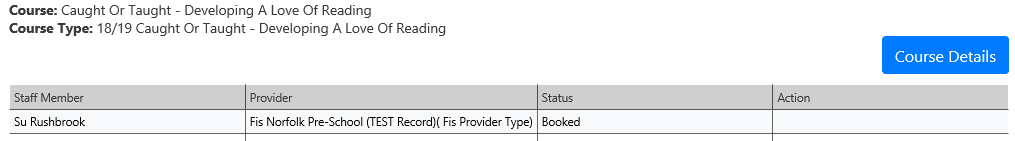 Course: Caught Or Taught - Developing A Love Of Reading
Course Type: 18/19 Caught Or Taught - Developing A Love Of Reading
Course Details
Staff Member Provider Status Action
Su Rushbrook Fis Norfolk Pre-School (TEST Record)( Fis Provider Type) Booked